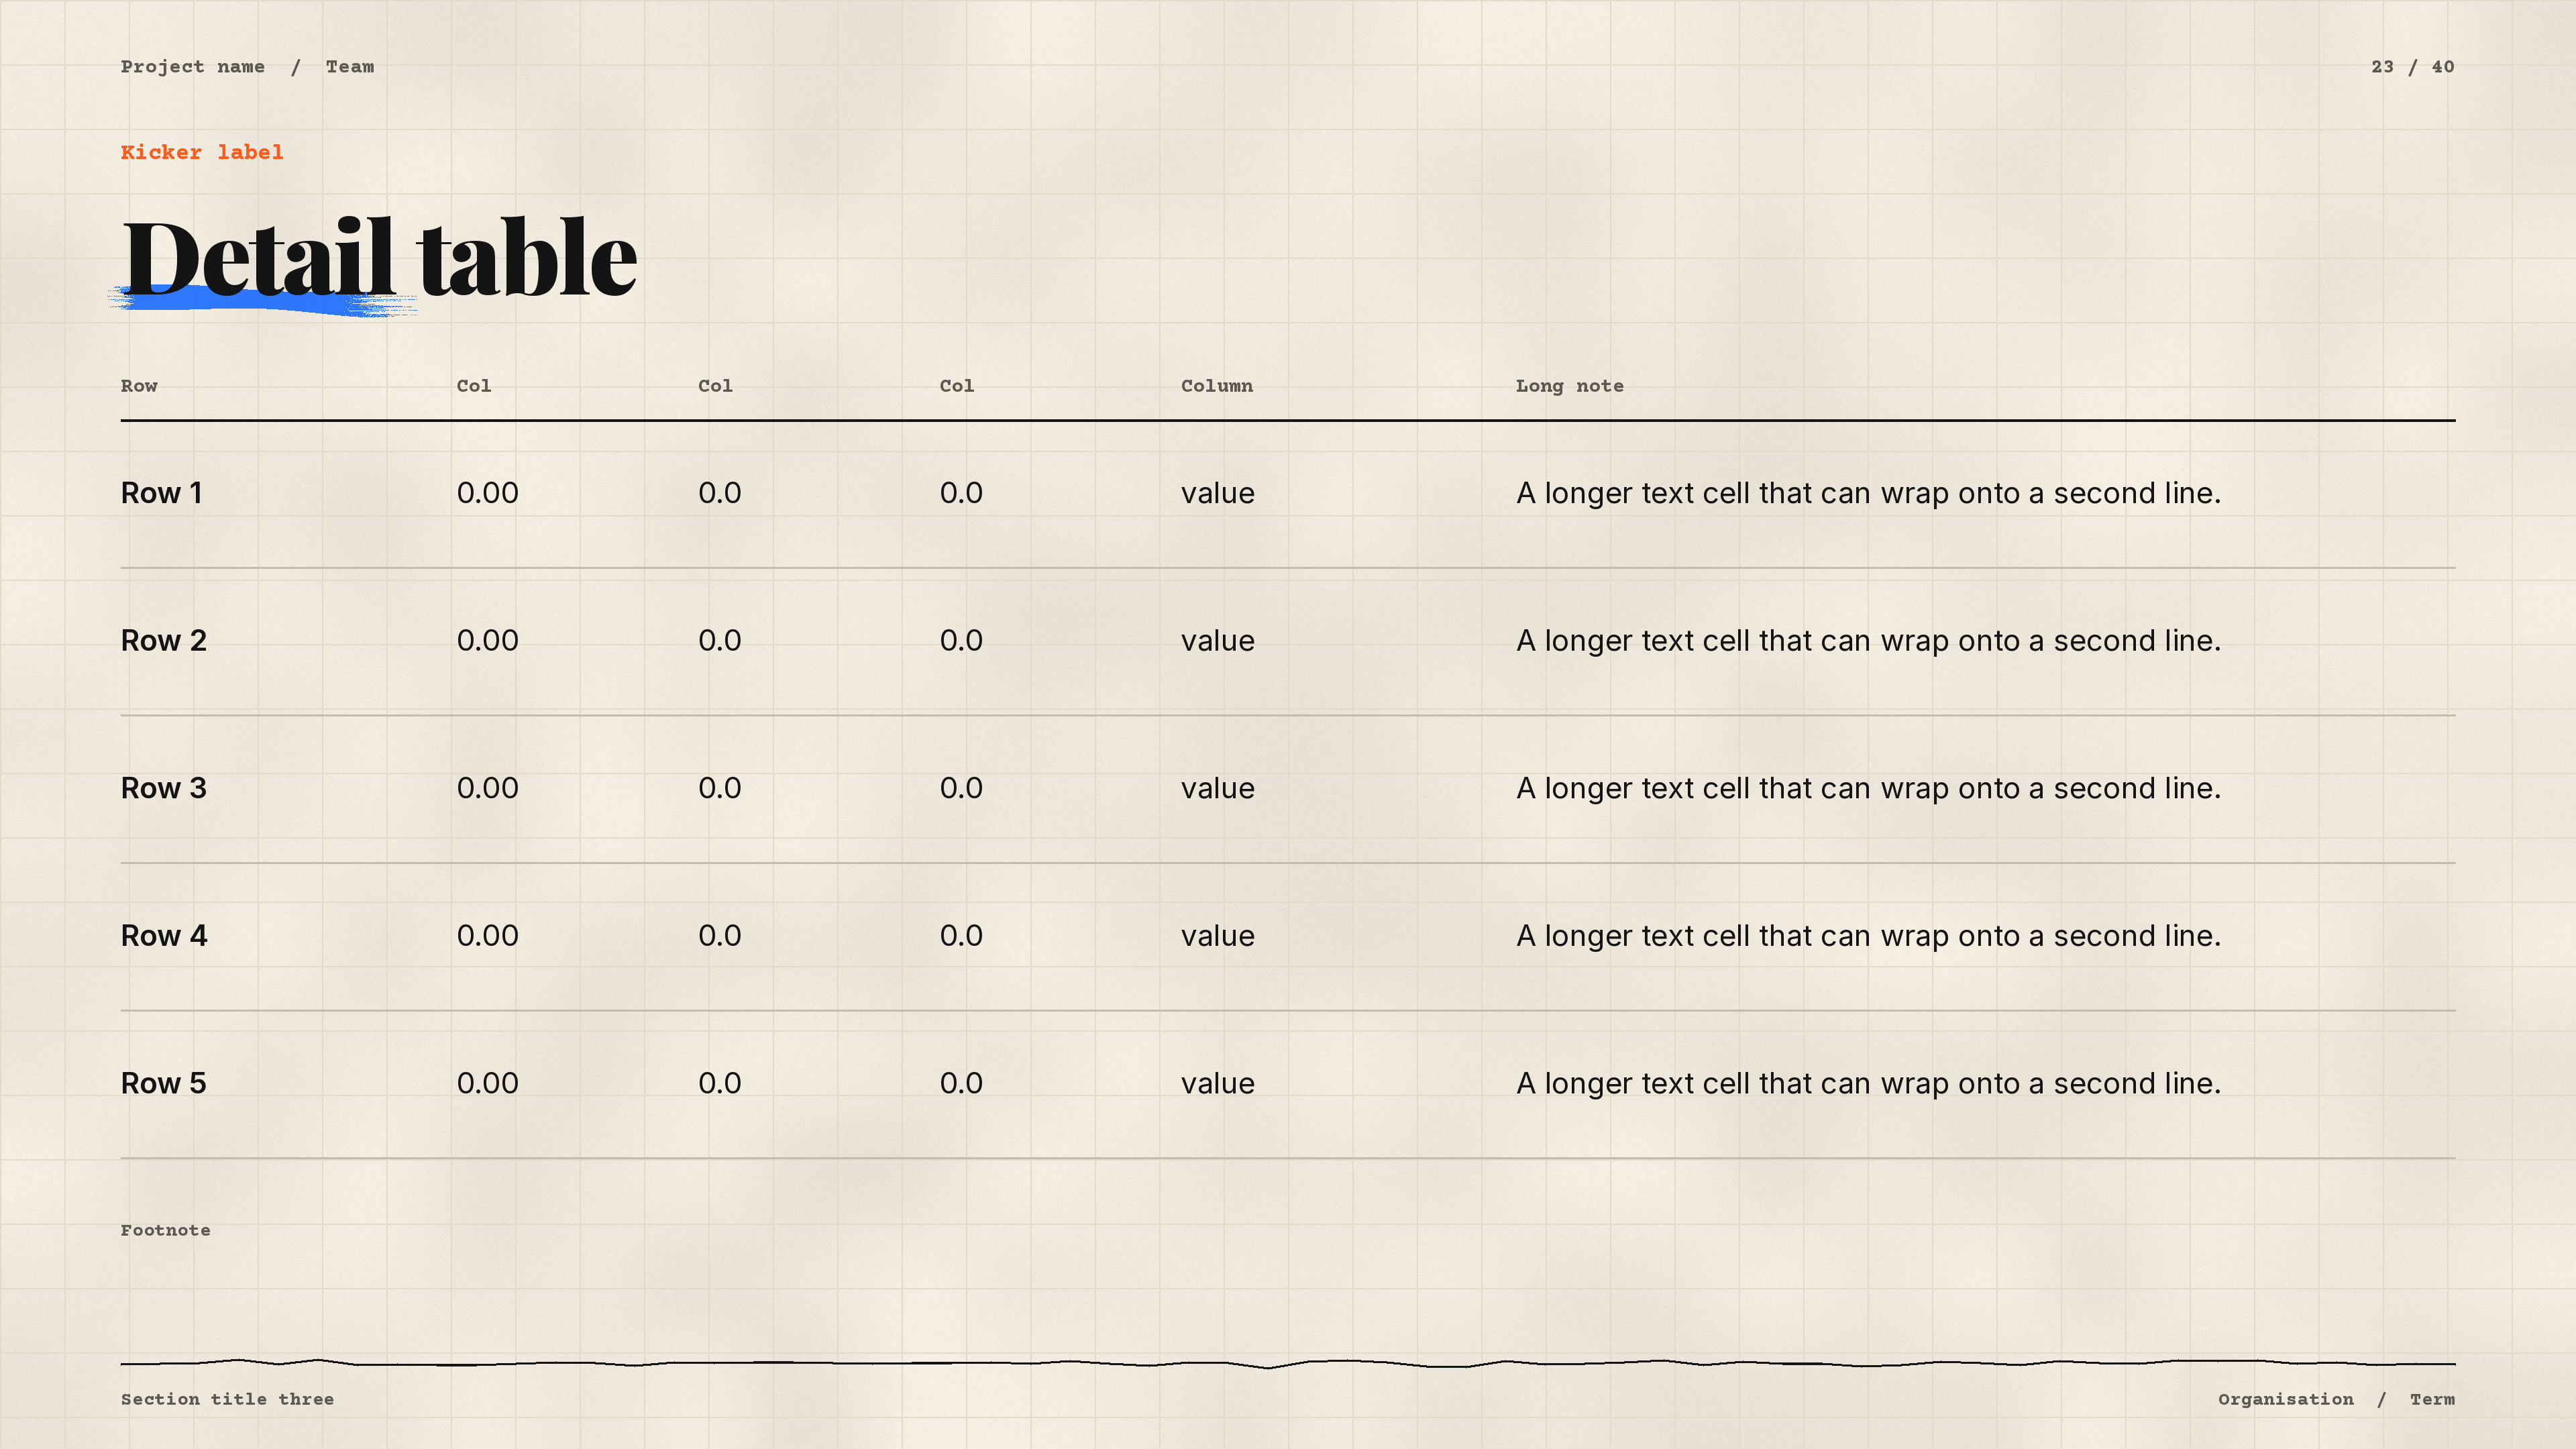 Project name / Team
23 / 40
Kicker label
Detail table
Row Col Col Col Column Long note
Row 1 0.00 0.0 0.0 value A longer text cell that can wrap onto a second line.
Row 2 0.00 0.0 0.0 value A longer text cell that can wrap onto a second line.
Row 3 0.00 0.0 0.0 value A longer text cell that can wrap onto a second line.
Row 4 0.00 0.0 0.0 value A longer text cell that can wrap onto a second line.
Row 5 0.00 0.0 0.0 value A longer text cell that can wrap onto a second line.
Footnote
Section title three
Organisation / Term